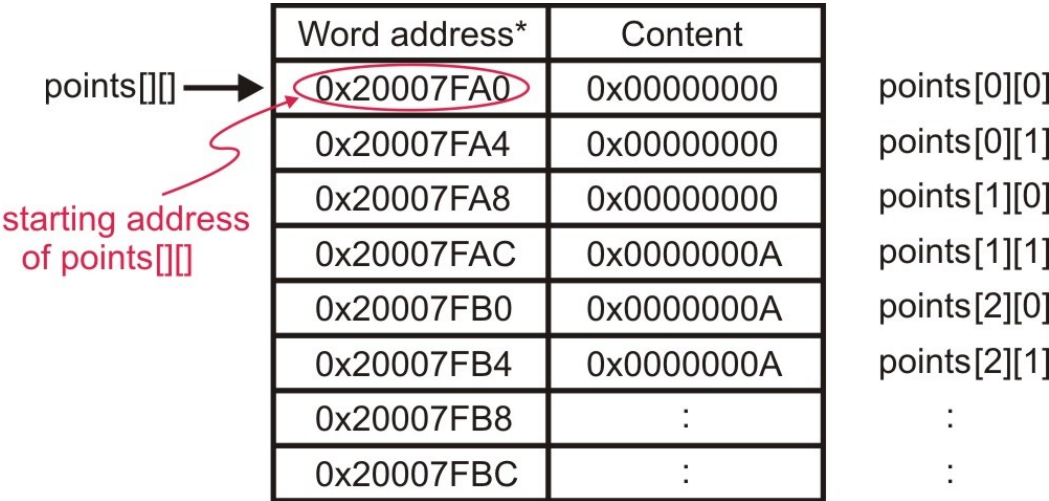 Word address* Content
points[][] 0x20007FA0 0x00000000 points[0][0]
0x20007FA4 0x00000000 points[0][1]
0x20007FA8 0x00000000 points[1][0]
starting address
of points[][]
0x20007FAC 0x0000000A points[1][1]
0x20007FB0 0x0000000A points[2][0]
0x20007FB4 0x0000000A points[2][1]
0x20007FB8 : :
0x20007FBC : :